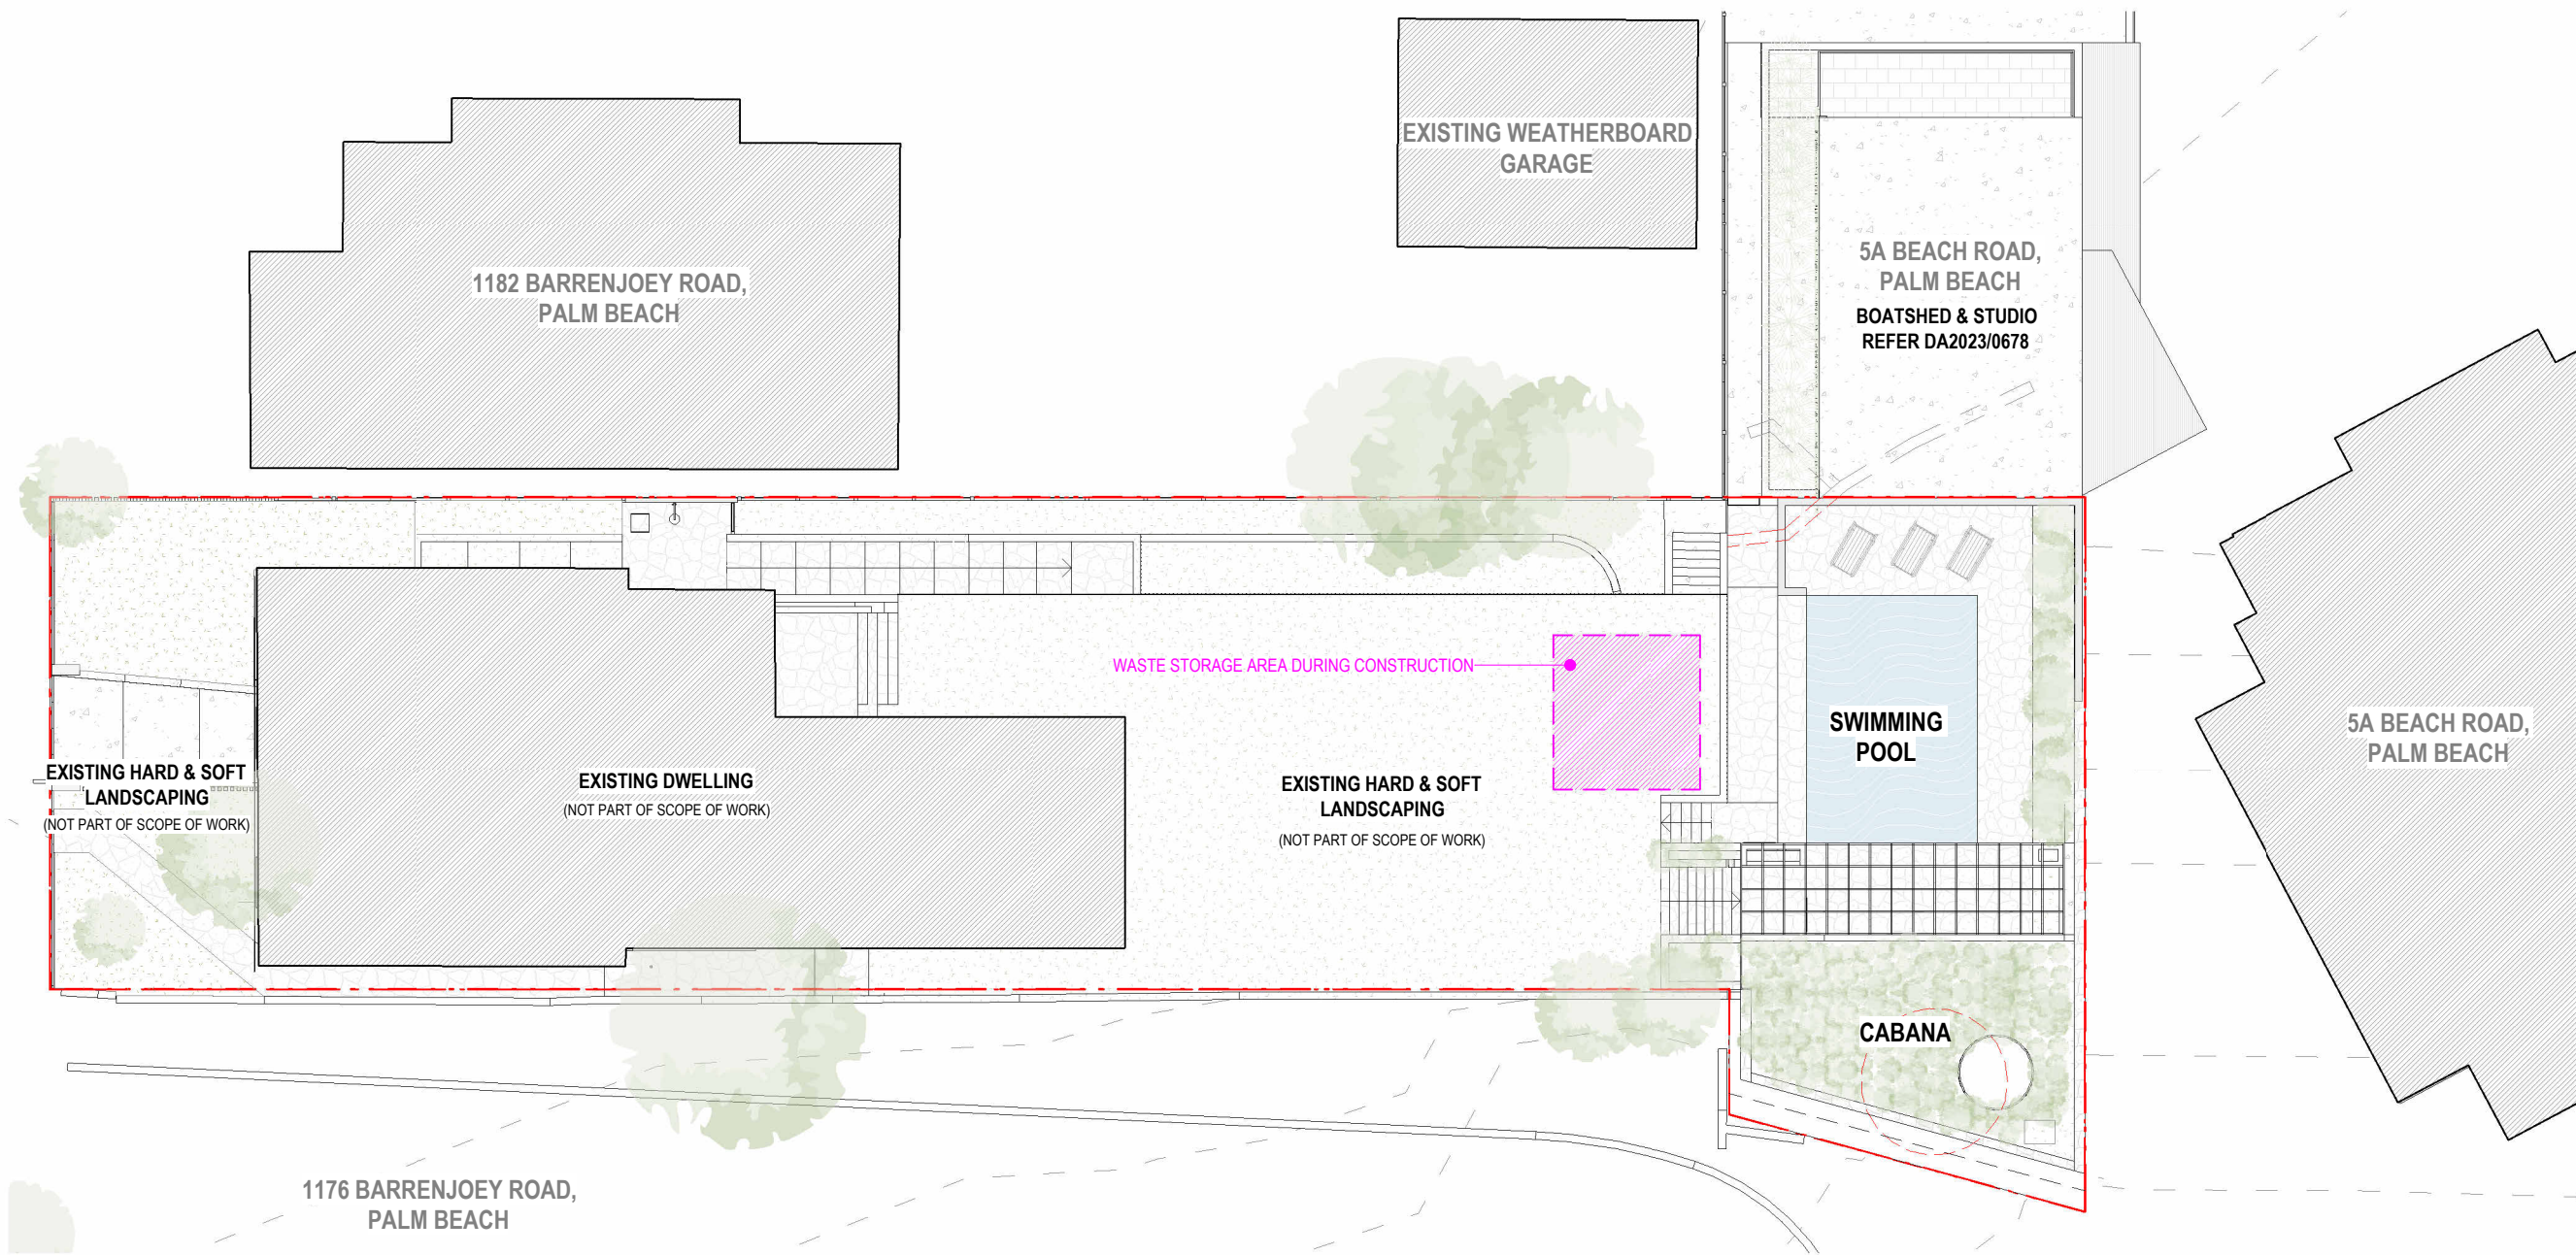 EXISTING WEATHERBOARD
GARAGE
1182 BARRENJOEY ROAD,
PALM BEACH
5A BEACH ROAD,
PALM BEACH
BOATSHED & STUDIO
REFER DA2023/0678
WASTE STORAGE AREA DURING CONSTRUCTION
SWIMMING
POOL
5A BEACH ROAD,
PALM BEACH
EXISTING HARD & SOFT
LANDSCAPING
(NOT PART OF SCOPE OF WORK)
EXISTING DWELLING
(NOT PART OF SCOPE OF WORK)
EXISTING HARD & SOFT
LANDSCAPING
(NOT PART OF SCOPE OF WORK)
CABANA
1176 BARRENJOEY ROAD,
PALM BEACH